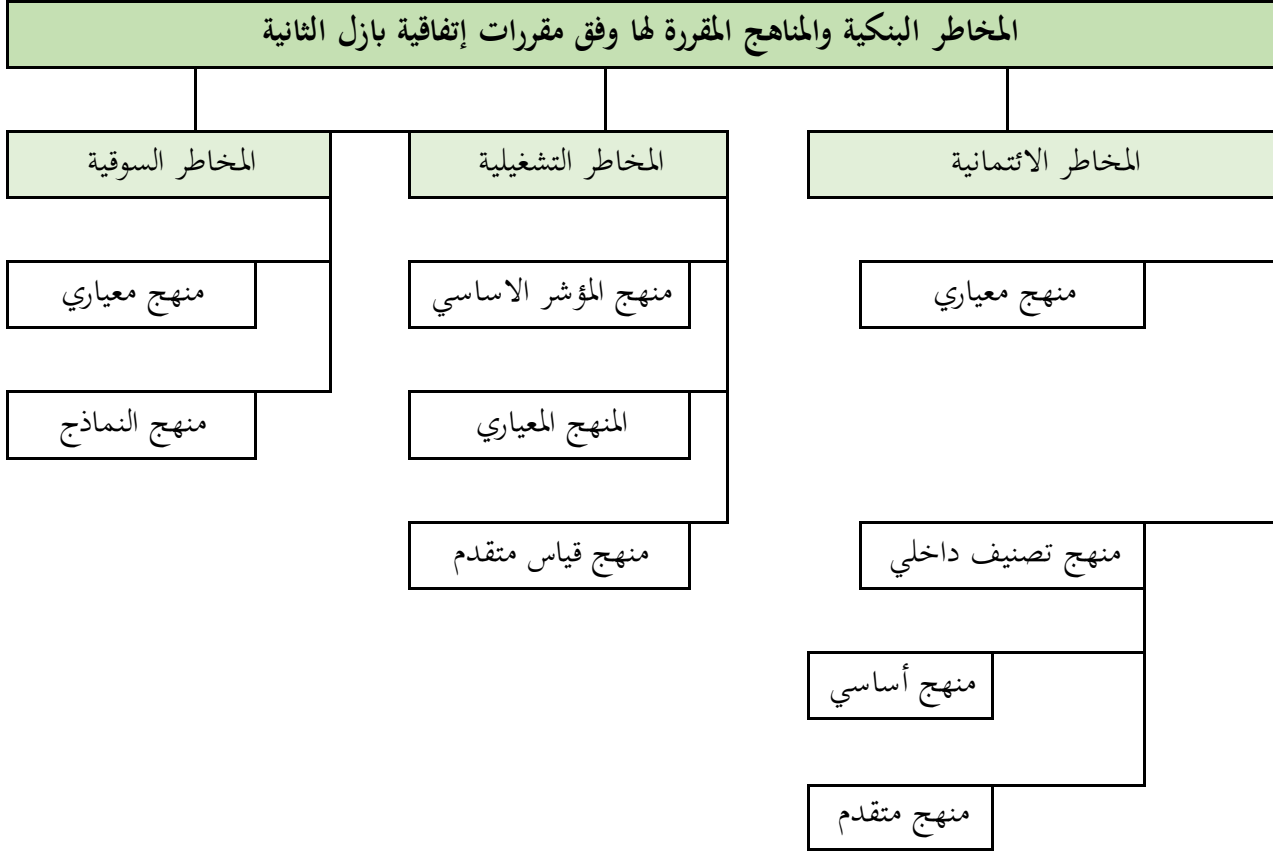 المخاطر البنكية والمناهج المقررة لها وفق مقررات إتفاقية بازل الثانية
المخاطر الائتمانية
المخاطر التشغيلية
المخاطر السوقية
منهج معياري
منهج المؤشر الاساسي
منهج معياري
المنهج المعياري
منهج النماذج
منهج تصنيف داخلي
منهج قياس متقدم
منهج أساسي
منهج متقدم